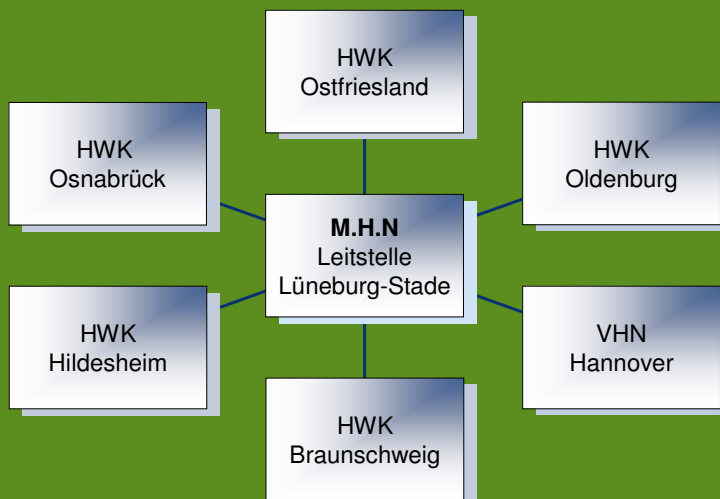 HWK
Ostfriesland
HWK
Osnabrück
HWK
Oldenburg
M.H.N
Leitstelle
Lüneburg-Stade
HWK
Hildesheim
VHN
Hannover
HWK
Braunschweig